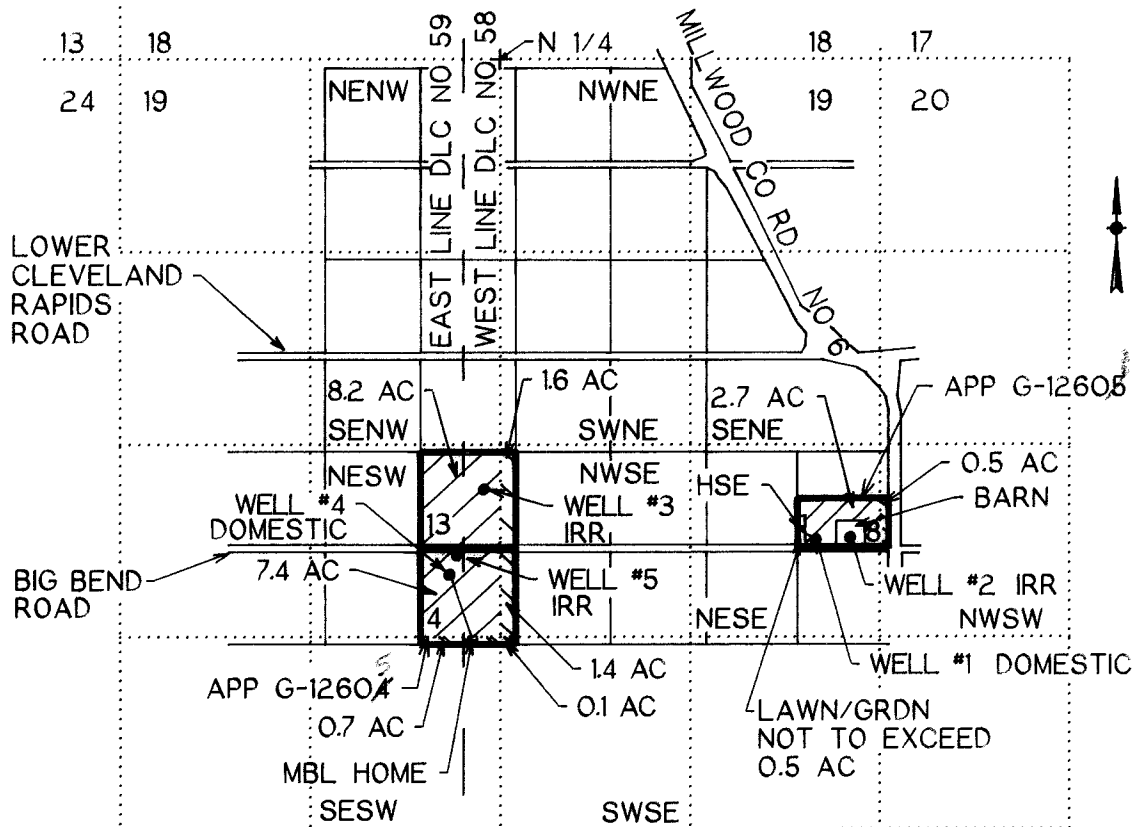 13 18
24 19
NENW
EAST LINE DLC NO 59
WEST LINE DLC NO 58
N 1/4
NWNE
MILLWOOD CO RD NO 6
18 17
19 20
LOWER
CLEVELAND
RAPIDS
ROAD
8.2 AC
1.6 AC
2.7 AC
APP G-12605
SENW
SWNE
SENE
NESW
NWSE
HSE
0.5 AC
BARN
WELL #4
DOMESTIC
13
WELL #3
IRR
1
8
BIG BEND
ROAD
7.4 AC
WELL #5
IRR
WELL #2 IRR
4
NESE
NWSW
APP G-12604
5
1.4 AC
WELL #1 DOMESTIC
0.7 AC
0.1 AC
LAWN/GRDN
NOT TO EXCEED
0.5 AC
MBL HOME
SESW
SWSE